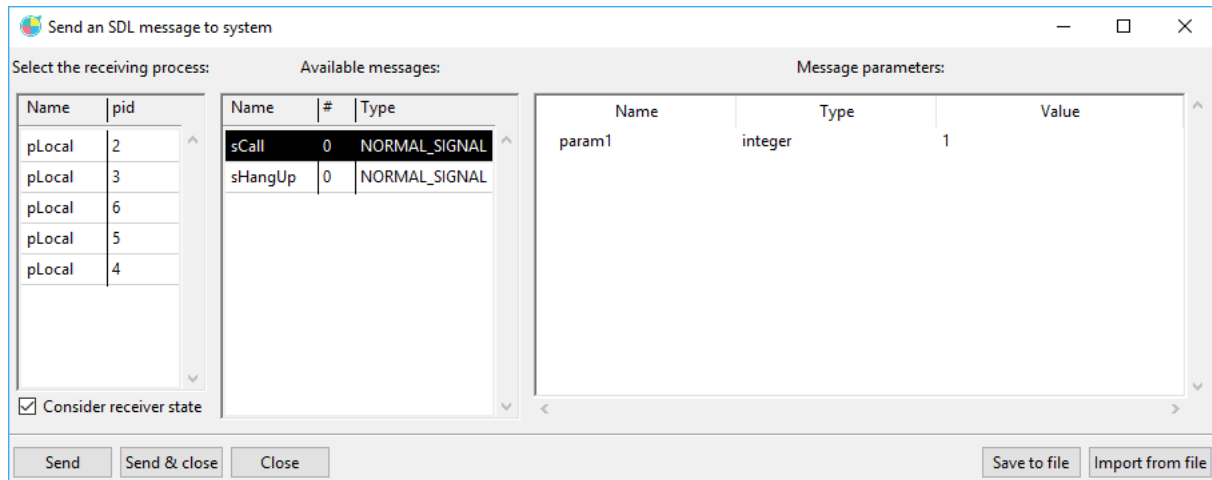 Send an SDL message to system
Select the receiving process: Available messages: Message parameters:
Name pid Name # Type Name Type Value
pLocal 2 sCall 0 NORMAL_SIGNAL param1 integer 1
pLocal 3 sHangUp 0 NORMAL_SIGNAL
pLocal 6
pLocal 5
pLocal 4
Consider receiver state
Send Send & close Close Save to file Import from file